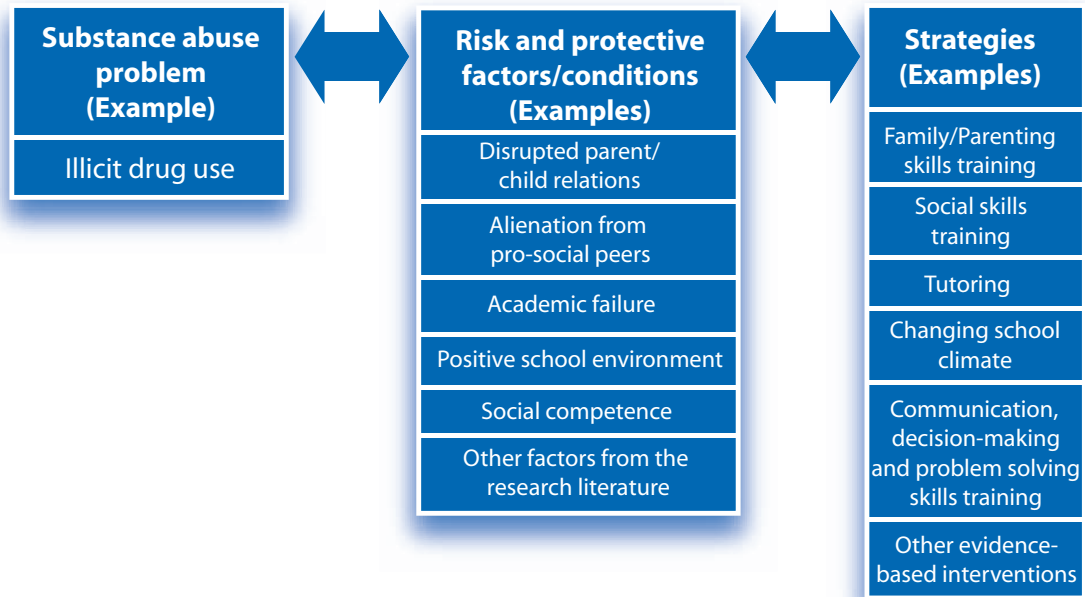 Substance abuse
problem
(Example)
Illicit drug use
Risk and protective
factors/conditions
(Examples)
Disrupted parent/
child relations
Alienation from
pro-social peers
Academic failure
Positive school environment
Social competence
Other factors from the
research literature
Strategies
(Examples)
Family/Parenting
skills training
Social skills
training
Tutoring
Changing school
climate
Communication,
decision-making
and problem solving
skills training
Other evidence-
based interventions